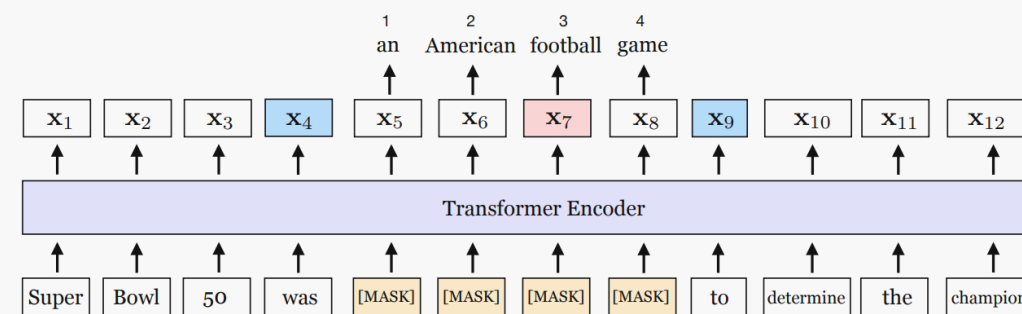 1 2 3 4
an American football game
x₁ x₂ x₃ x₄ x₅ x₆ x₇ x₈ x₉ x₁₀ x₁₁ x₁₂
Transformer Encoder
Super Bowl 50 was [MASK] [MASK] [MASK] [MASK] to determine the champion